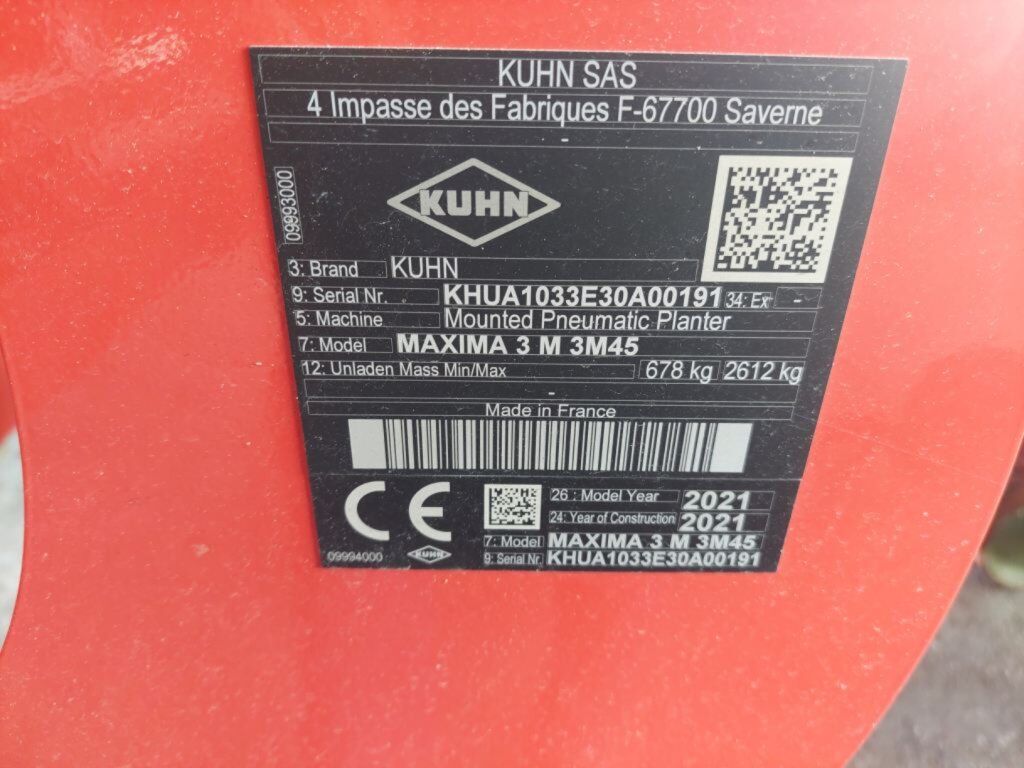 KUHN SAS
4 Impasse des Fabriques F-67700 Saverne
-
09993000
KUHN
3: Brand KUHN
9: Serial Nr. KHUA1033E30A00191 34: Ex -
5: Machine Mounted Pneumatic Planter
7: Model MAXIMA 3 M 3M45
12: Unladen Mass Min/Max 678 kg 2612 kg
-
Made in France
CE
26 : Model Year 2021
24: Year of Construction 2021
7: Model MAXIMA 3 M 3M45
09994000 KUHN 9: Serial Nr. KHUA1033E30A00191